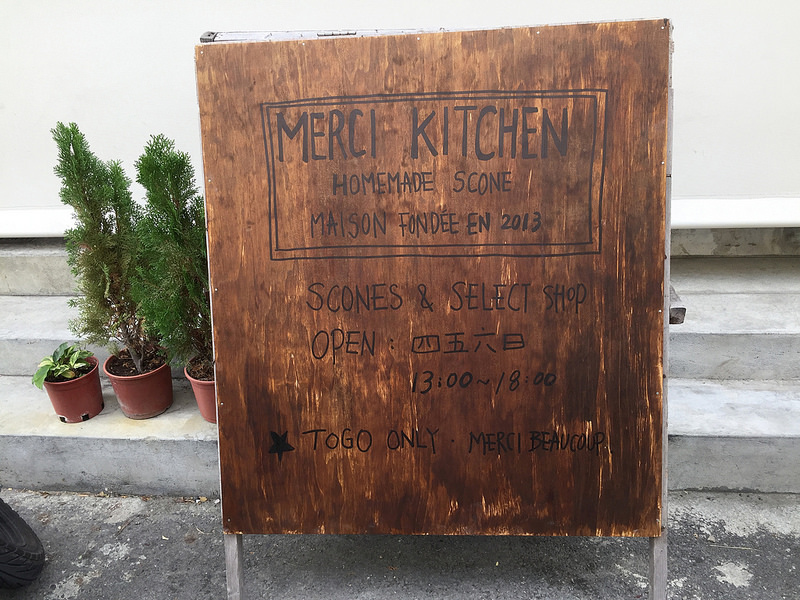 MERCI KITCHEN
HOMEMADE SCONE
MAISON FONDÉE EN 2013
SCONES & SELECT SHOP
OPEN: 四五六日
13:00~18:00
★ TOGO ONLY · MERCI BEAUCOUP